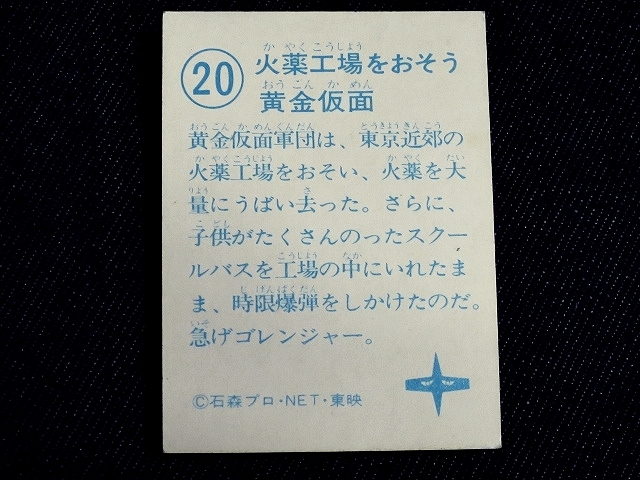 20
火薬工場をおそう
黄金仮面
黄金仮面軍団は、東京近郊の
火薬工場をおそい、火薬を大
量にうばい去った。さらに、
子供がたくさんのったスクー
ルバスを工場の中にいれたま
ま、時限爆弾をしかけたのだ。
急げゴレンジャー。
©石森プロ・NET・東映